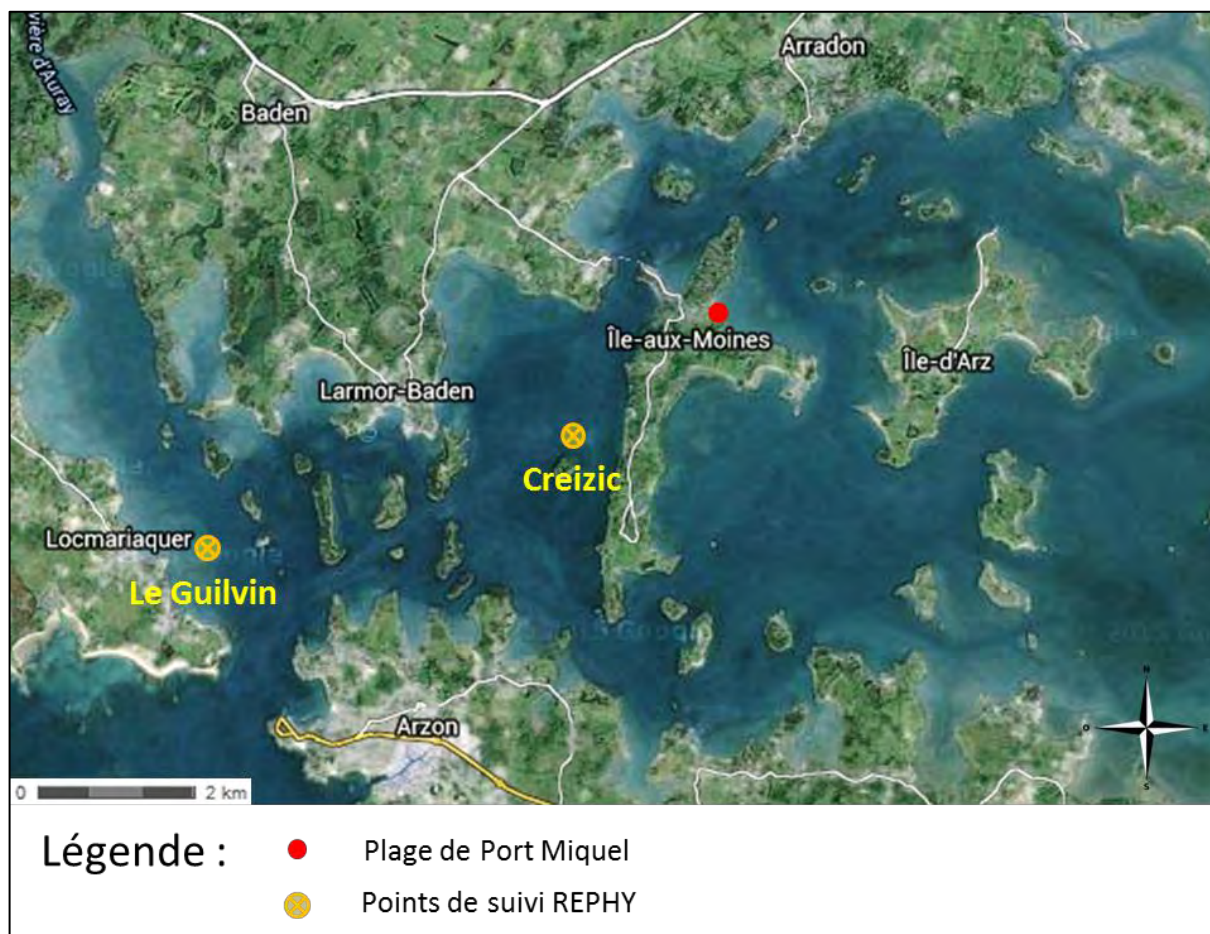 Arradon
vière d'Auray
Baden
Île-aux-Moines
Île-d'Arz
Larmor-Baden
Creizic
Locmariaquer
Le Guilvin
Arzon
N
O
E
S
0 2 km
Légende :
Plage de Port Miquel
Points de suivi REPHY